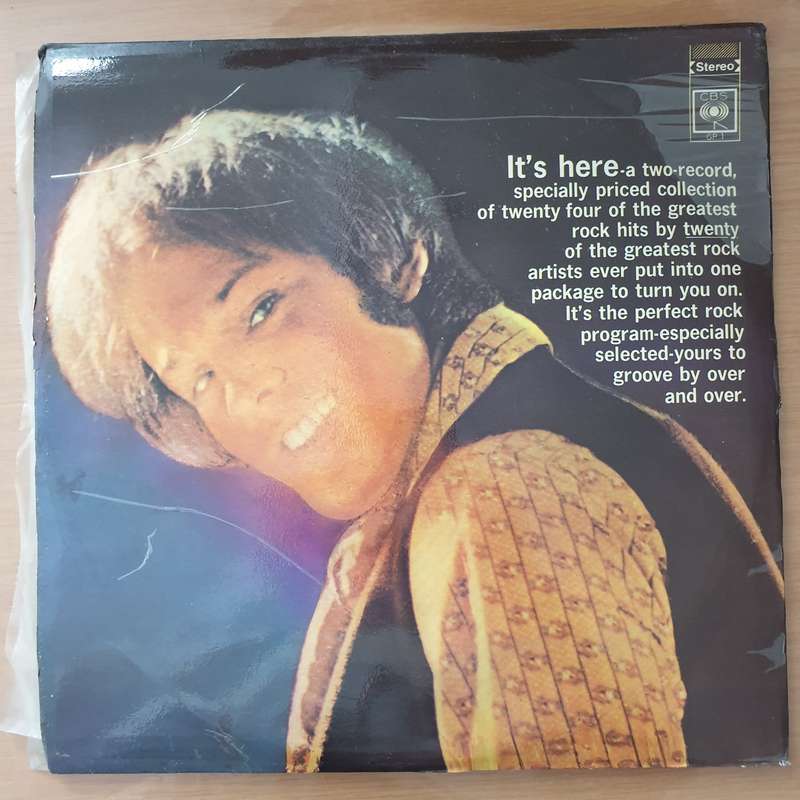 Stereo
CBS
GP 1
It's here-a two-record,
specially priced collection
of twenty four of the greatest
rock hits by twenty
of the greatest rock
artists ever put into one
package to turn you on.
It's the perfect rock
program-especially
selected-yours to
groove by over
and over.